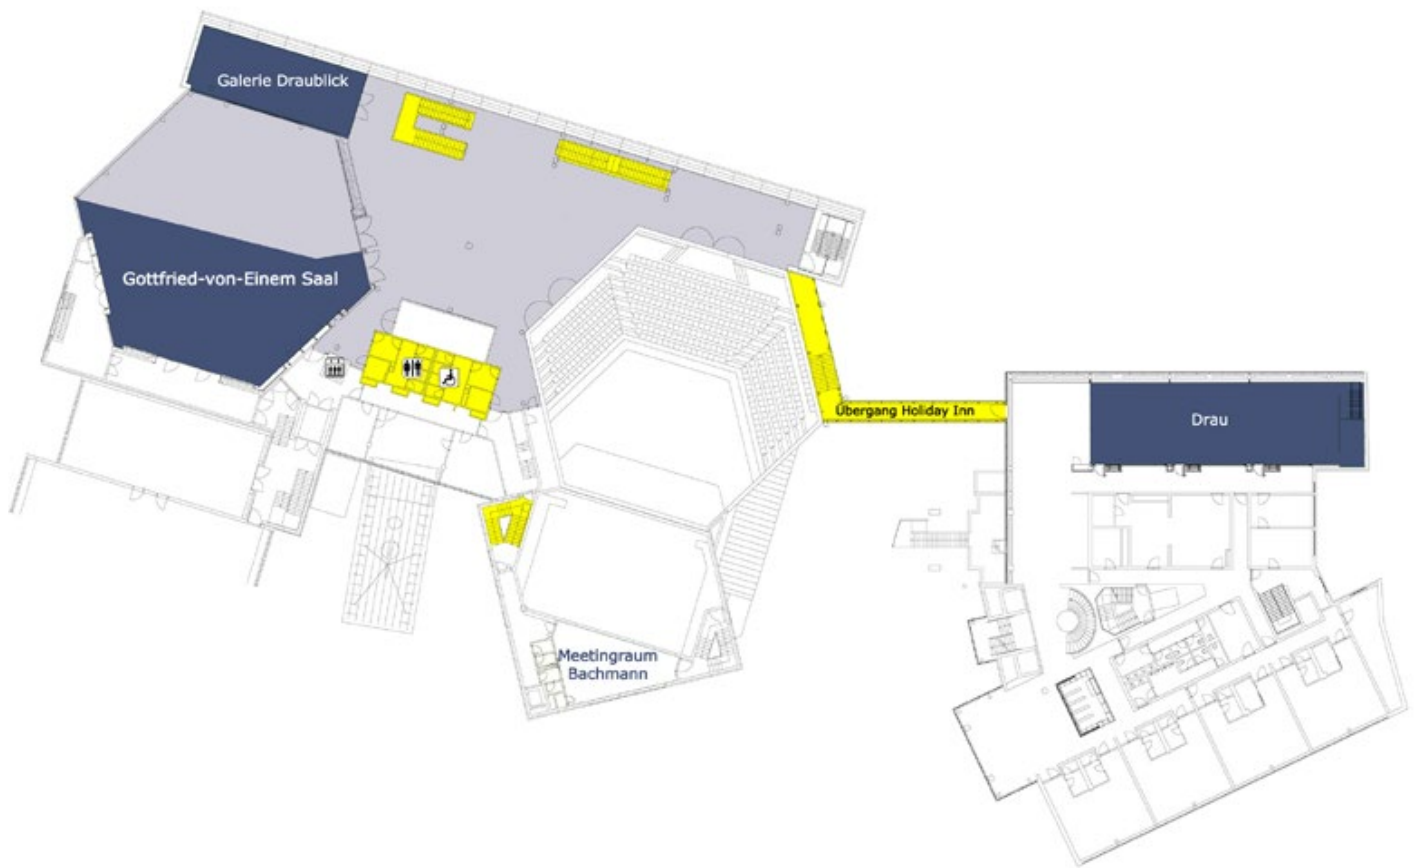 Galerie Draublick
Gottfried-von-Einem Saal
Übergang Holiday Inn
Drau
Meetingraum
Bachmann